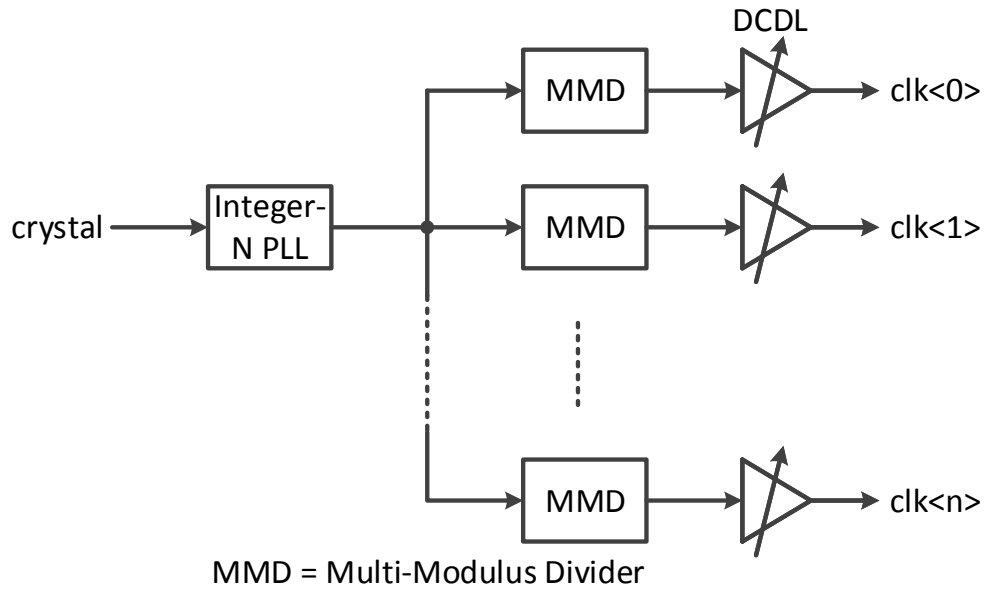 DCDL
MMD
clk<0>
crystal
Integer-
N PLL
MMD
clk<1>
MMD
clk<n>
MMD = Multi-Modulus Divider